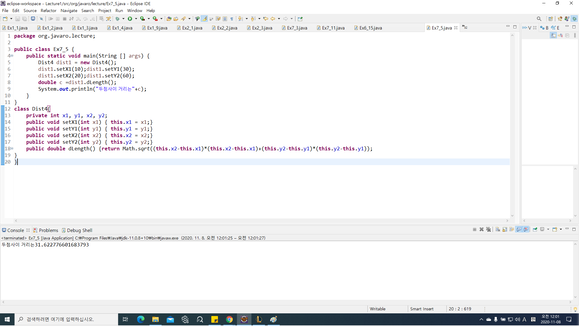 eclipse-workspace - Lecture1/src/org/javaro/lecture/Ex7_5.java - Eclipse IDE
File Edit Source Refactor Navigate Search Project Run Window Help
Ex1_1.java Ex1_2.java Ex1_3.java Ex1_4.java Ex1_9.java Ex2_1.java Ex2_2.java Ex2_3.java Ex7_3.java Ex7_11.java Ex6_15.java Ex7_5.java
1 package org.javaro.lecture;
2
3 public class Ex7_5 {
4 public static void main(String [] args) {
5 Dist4 dist1 = new Dist4();
6 dist1.setX1(10);dist1.setY1(30);
7 dist1.setX2(20);dist1.setY2(60);
8 double c =dist1.dLength();
9 System.out.println("두점사이 거리는"+c);
10 }
11 }
12 class Dist4{
13 private int x1, y1, x2, y2;
14 public void setX1(int x1) { this.x1 = x1;}
15 public void setY1(int y1) { this.y1 = y1;}
16 public void setX2(int x2) { this.x2 = x2;}
17 public void setY2(int y2) { this.y2 = y2;}
18 public double dLength() {return Math.sqrt((this.x2-this.x1)*(this.x2-this.x1)+(this.y2-this.y1)*(this.y2-this.y1));
19 }
20 }
Console Problems Debug Shell
<terminated> Ex7_5 [Java Application] C:\Program Files\Java\jdk-11.0.8+10\bin\javaw.exe (2020. 11. 8. 오전 12:01:25 – 오전 12:01:27)
두점사이 거리는31.622776601683793
Writable Smart Insert 20 : 2 : 619
검색하려면 여기에 입력하십시오.
오전 12:01
2020-11-08